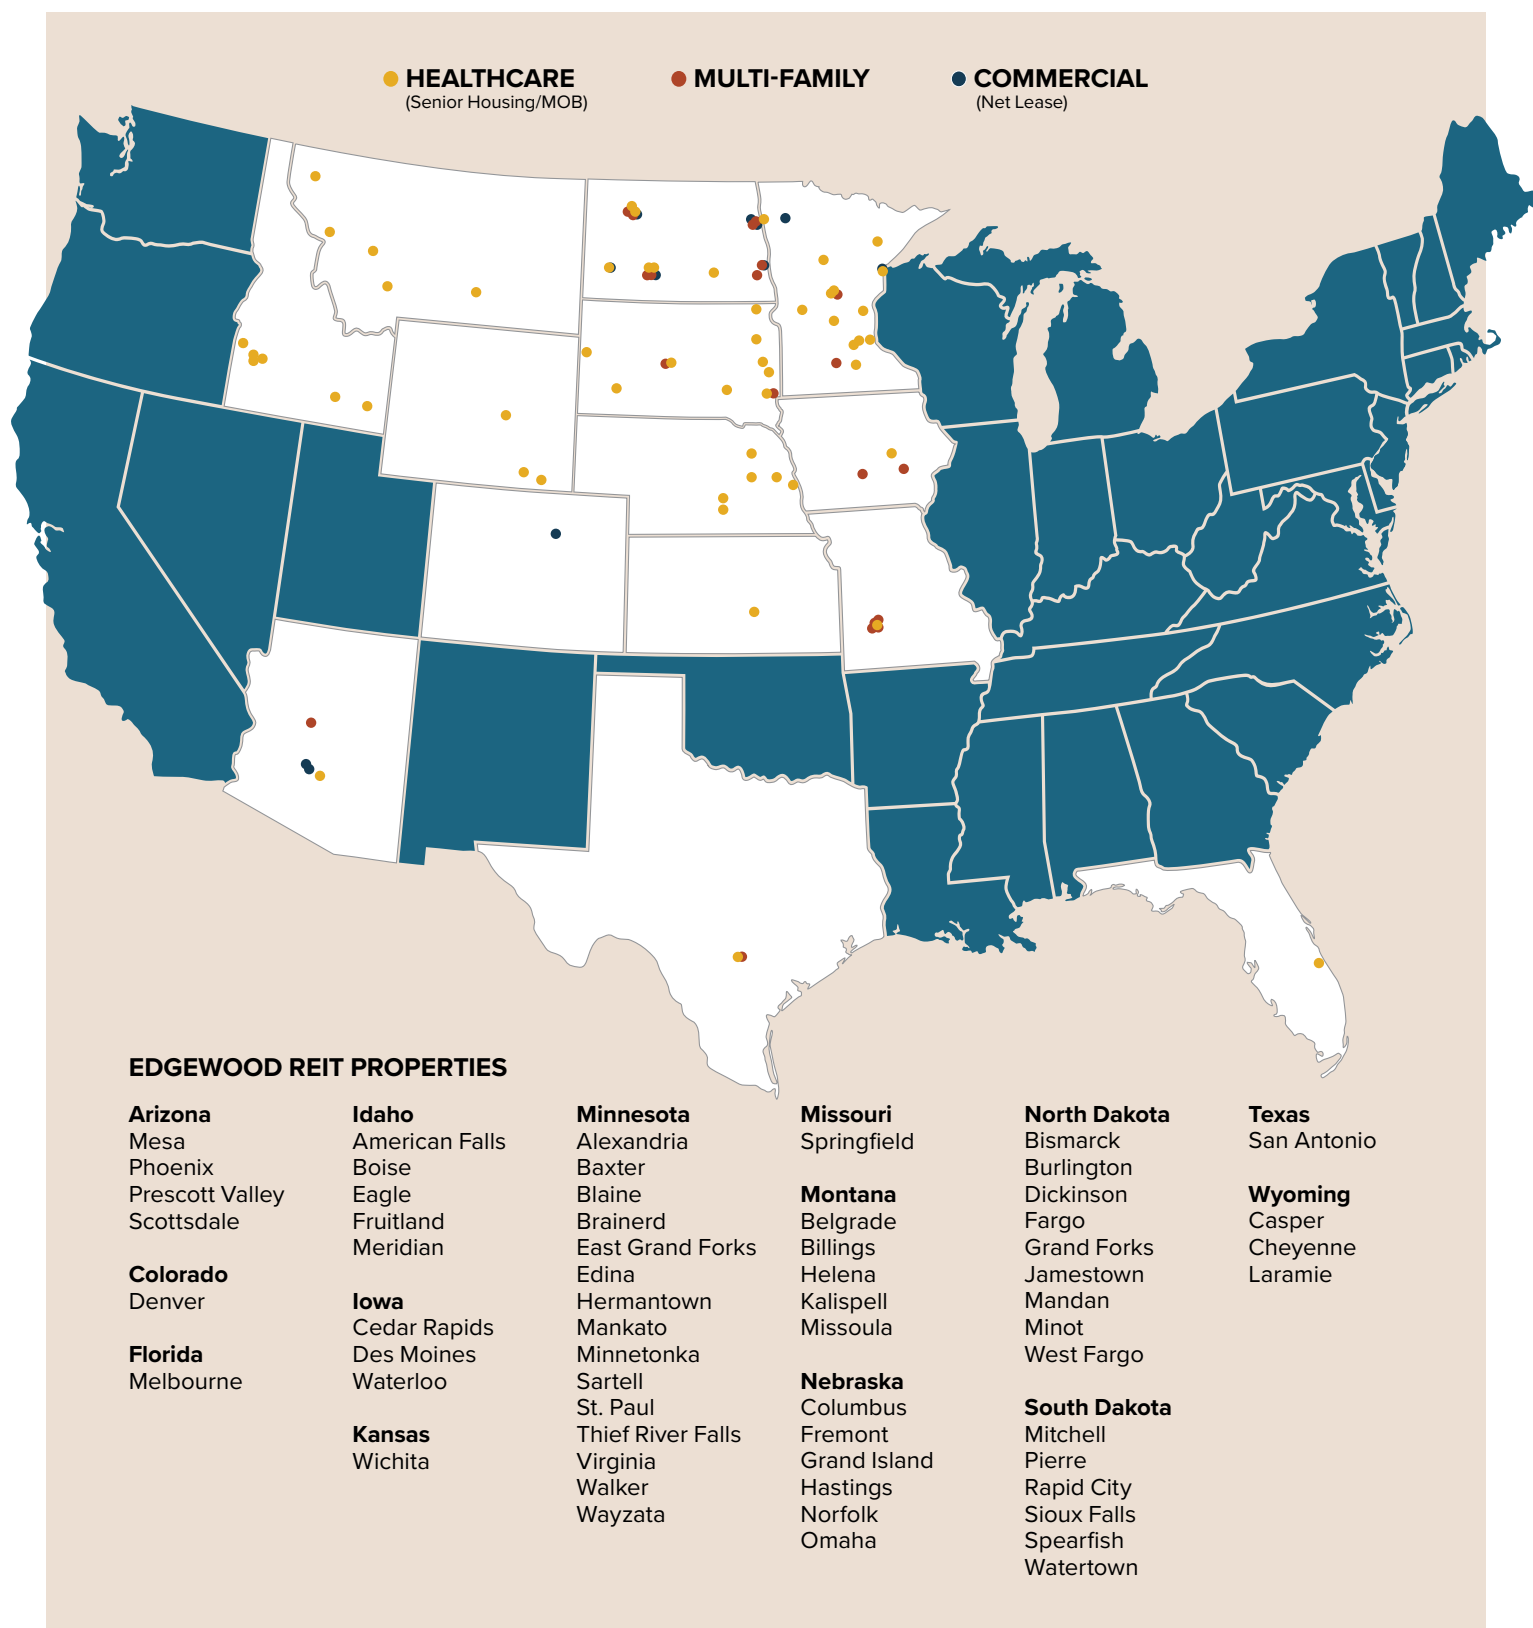 HEALTHCARE
(Senior Housing/MOB)
MULTI-FAMILY
COMMERCIAL
(Net Lease)
EDGEWOOD REIT PROPERTIES
Arizona
Mesa
Phoenix
Prescott Valley
Scottsdale
Colorado
Denver
Florida
Melbourne
Idaho
American Falls
Boise
Eagle
Fruitland
Meridian
Iowa
Cedar Rapids
Des Moines
Waterloo
Kansas
Wichita
Minnesota
Alexandria
Baxter
Blaine
Brainerd
East Grand Forks
Edina
Hermantown
Mankato
Minnetonka
Sartell
St. Paul
Thief River Falls
Virginia
Walker
Wayzata
Missouri
Springfield
Montana
Belgrade
Billings
Helena
Kalispell
Missoula
Nebraska
Columbus
Fremont
Grand Island
Hastings
Norfolk
Omaha
North Dakota
Bismarck
Burlington
Dickinson
Fargo
Grand Forks
Jamestown
Mandan
Minot
West Fargo
South Dakota
Mitchell
Pierre
Rapid City
Sioux Falls
Spearfish
Watertown
Texas
San Antonio
Wyoming
Casper
Cheyenne
Laramie